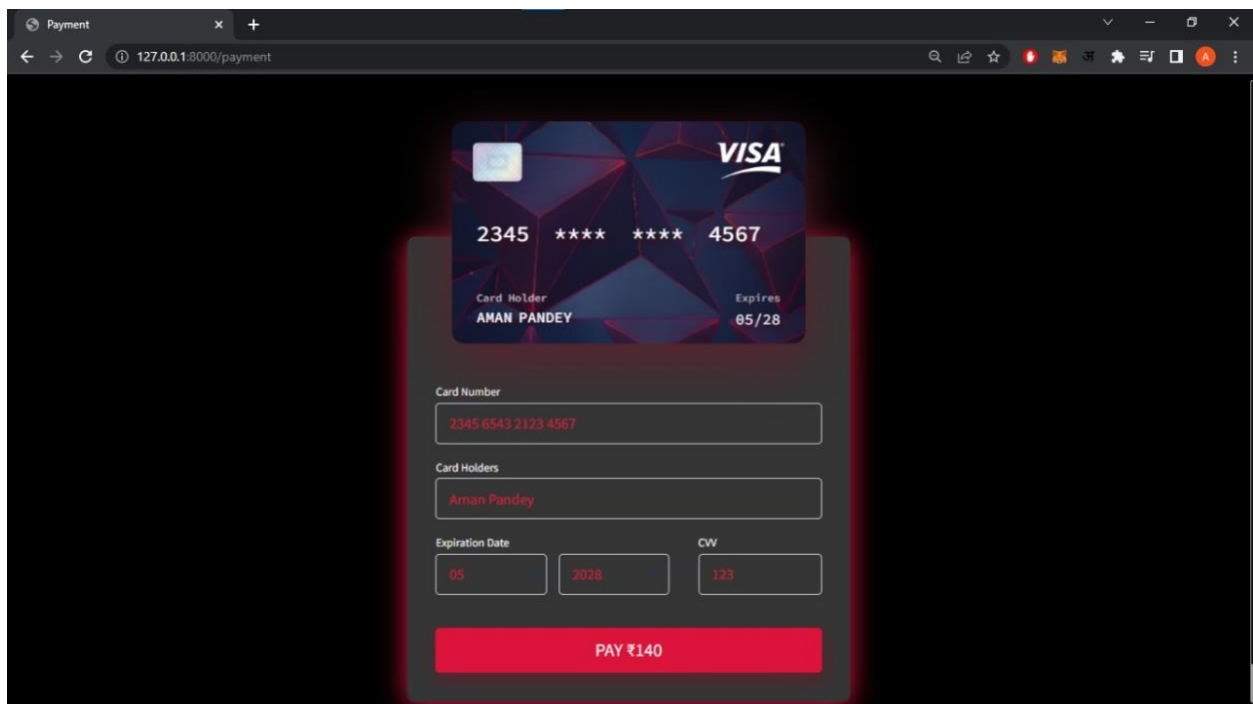 Payment
127.0.0.1:8000/payment
अ
A
VISA
2345 **** **** 4567
Card Holder
Expires
AMAN PANDEY
05/28
Card Number
2345 6543 2123 4567
Card Holders
Aman Pandey
Expiration Date
CVV
05
2028
123
PAY ₹140